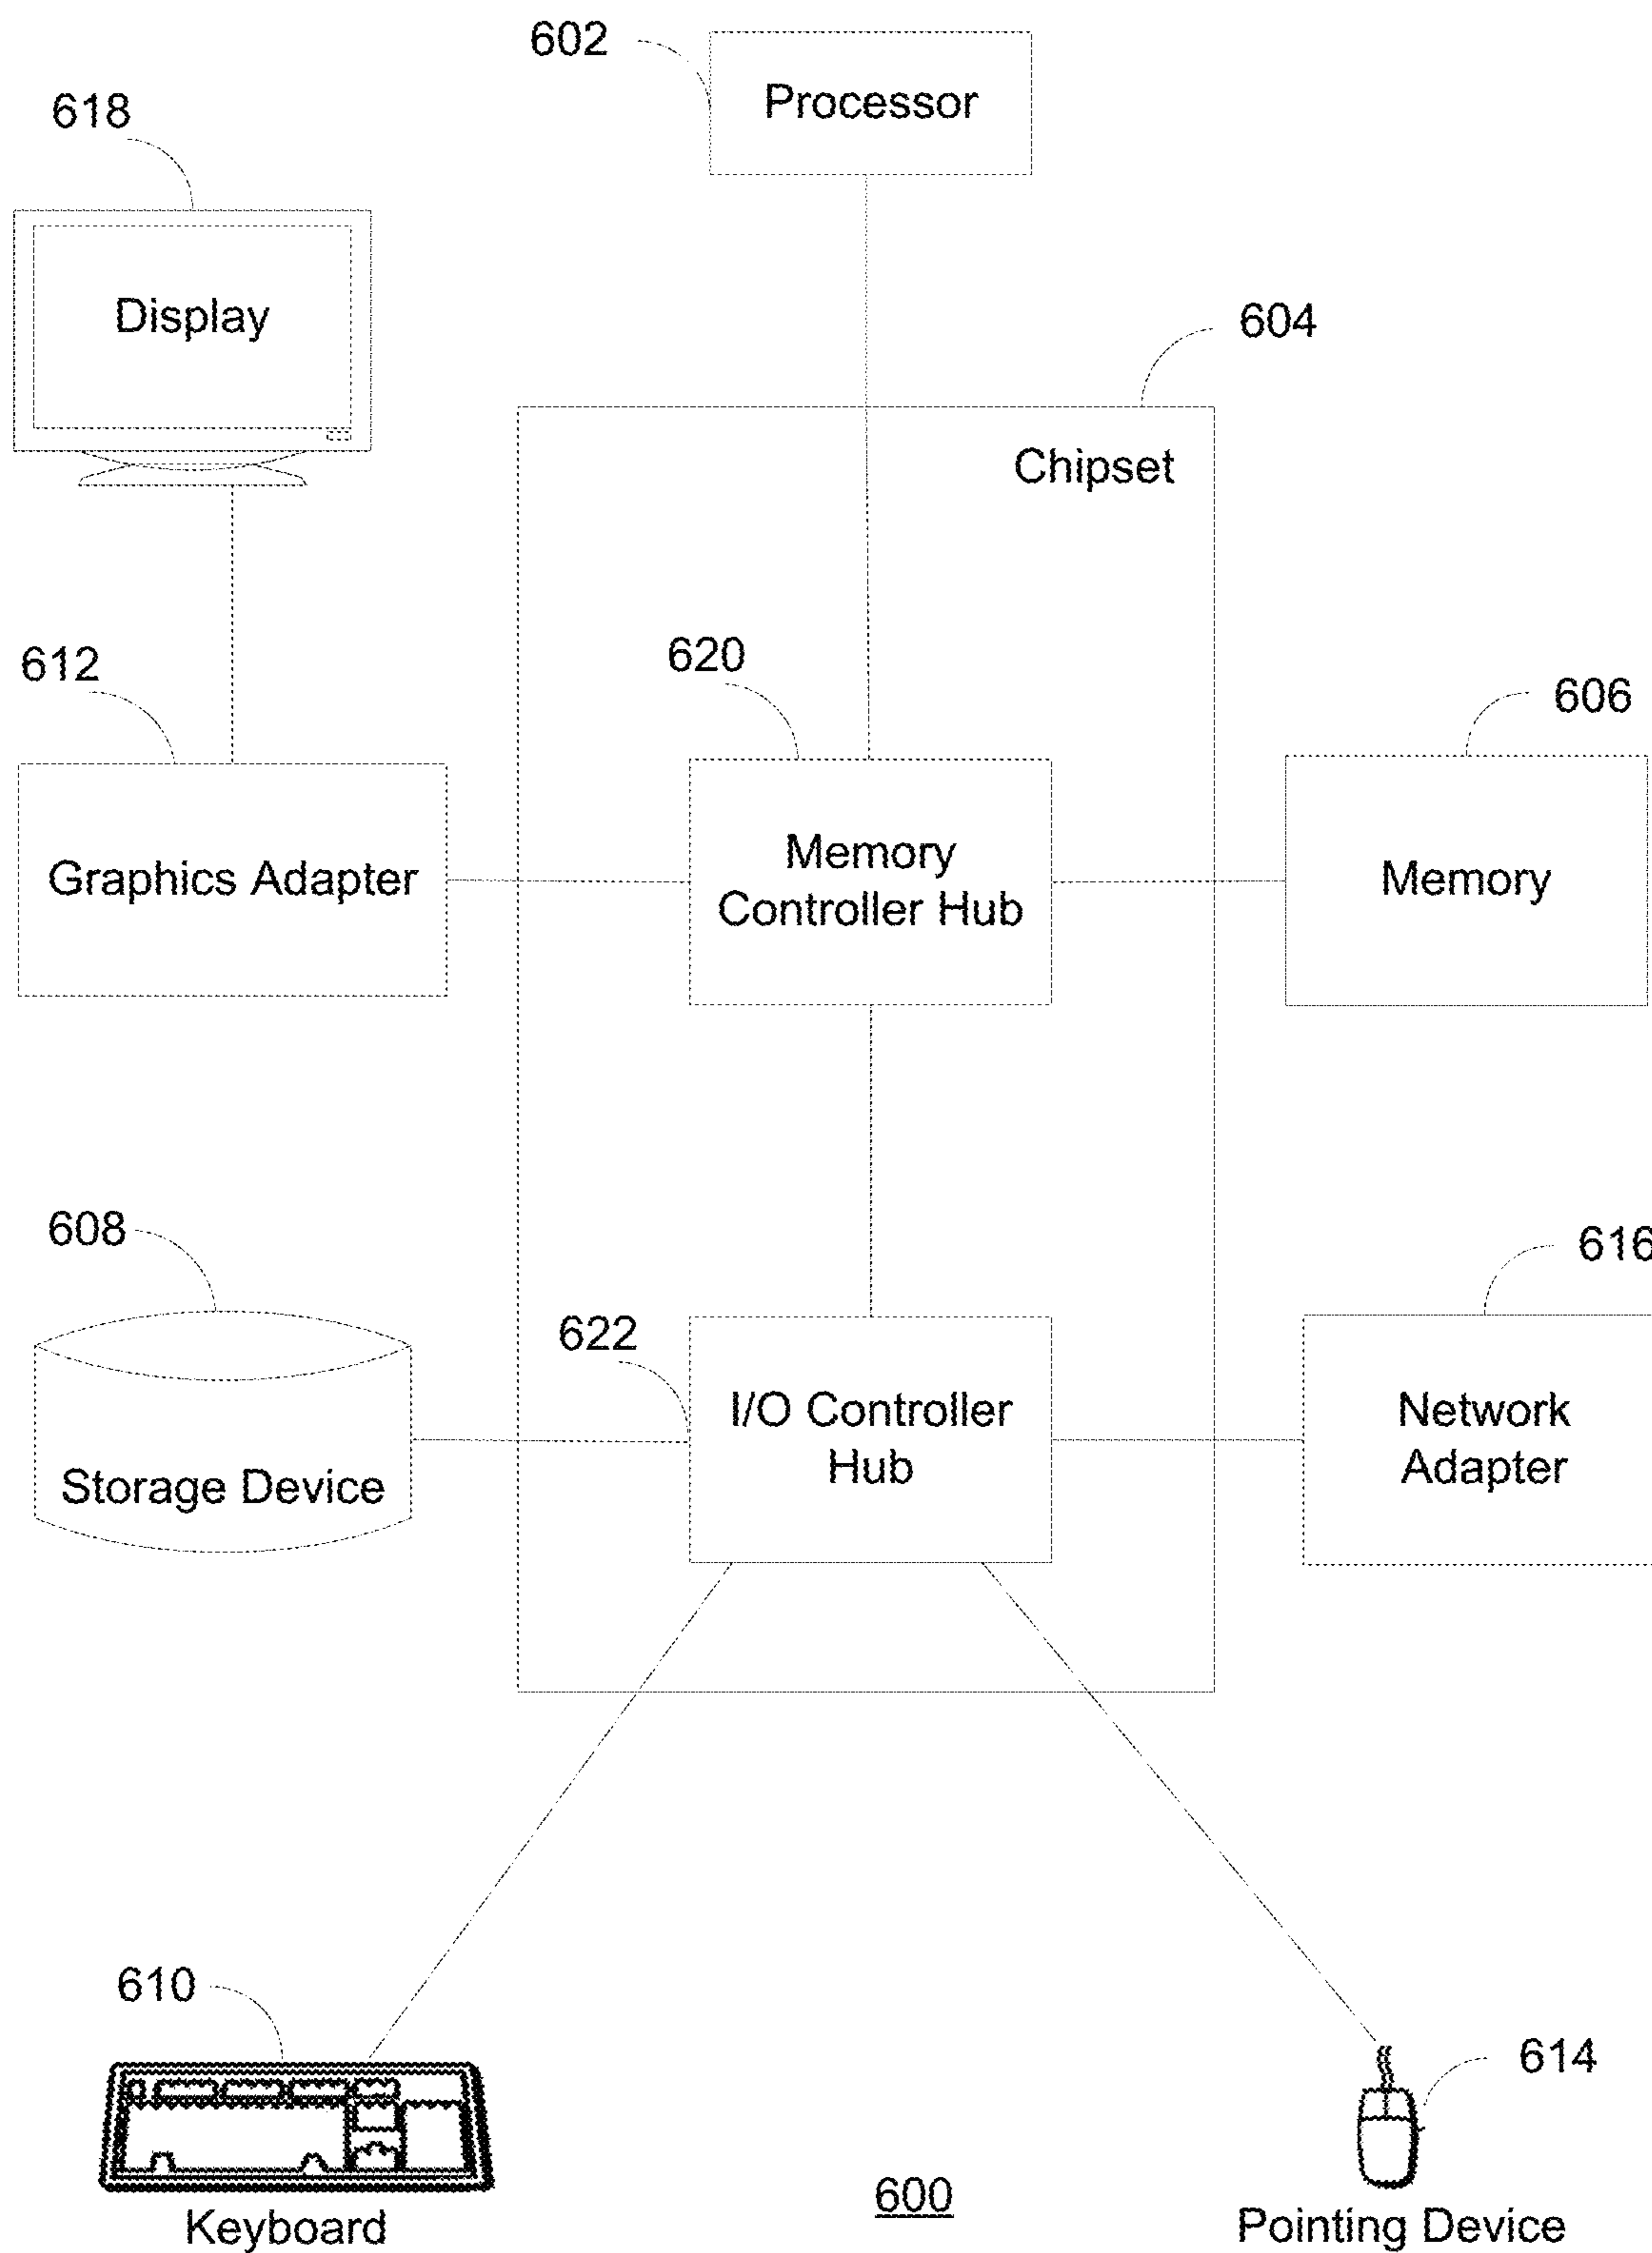 602
Processor
618
Display
604
Chipset
612
620
606
Graphics Adapter
Memory
Controller Hub
Memory
608
616
622
I/O Controller
Hub
Network
Adapter
Storage Device
610
614
600
Keyboard
Pointing Device